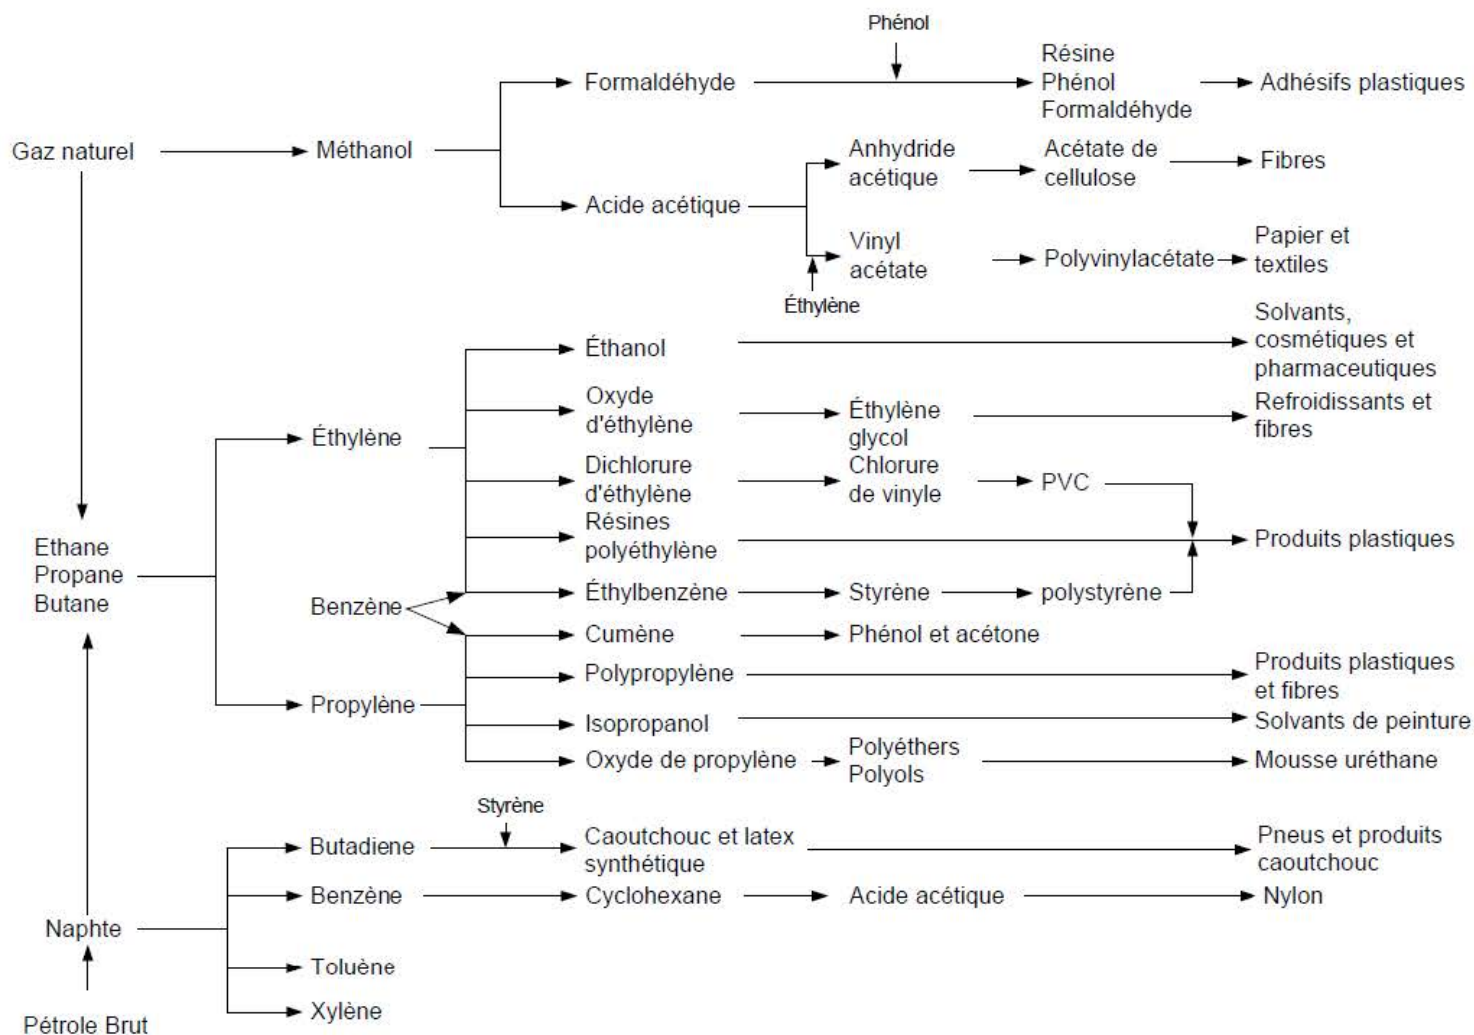 Phénol
Formaldéhyde
Résine
Phénol
Formaldéhyde
Adhésifs plastiques
Gaz naturel
Méthanol
Anhydride
acétique
Acétate de
cellulose
Fibres
Acide acétique
Vinyl
acétate
Polyvinylacétate
Papier et
textiles
Éthylène
Éthanol
Solvants,
cosmétiques et
pharmaceutiques
Oxyde
d'éthylène
Éthylène
glycol
Refroidissants et
fibres
Éthylène
Dichlorure
d'éthylène
Chlorure
de vinyle
PVC
Résines
polyéthylène
Produits plastiques
Ethane
Propane
Butane
Benzène
Éthylbenzène
Styrène
polystyrène
Cumène
Phénol et acétone
Polypropylène
Produits plastiques
et fibres
Propylène
Isopropanol
Solvants de peinture
Oxyde de propylène
Polyéthers
Polyols
Mousse uréthane
Styrène
Butadiene
Caoutchouc et latex
synthétique
Pneus et produits
caoutchouc
Benzène
Cyclohexane
Acide acétique
Nylon
Naphte
Toluène
Xylène
Pétrole Brut